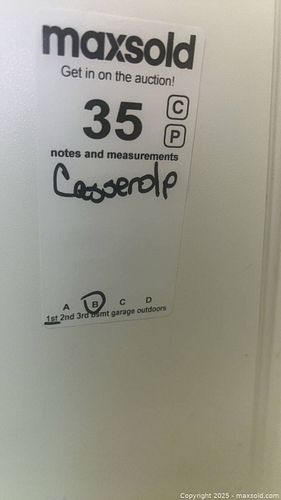 maxsold
Get in on the auction!
35
C
P
notes and measurements
Casserole
A B C D
1st 2nd 3rd bsmt garage outdoors
Copyright 2025 - maxsold.com